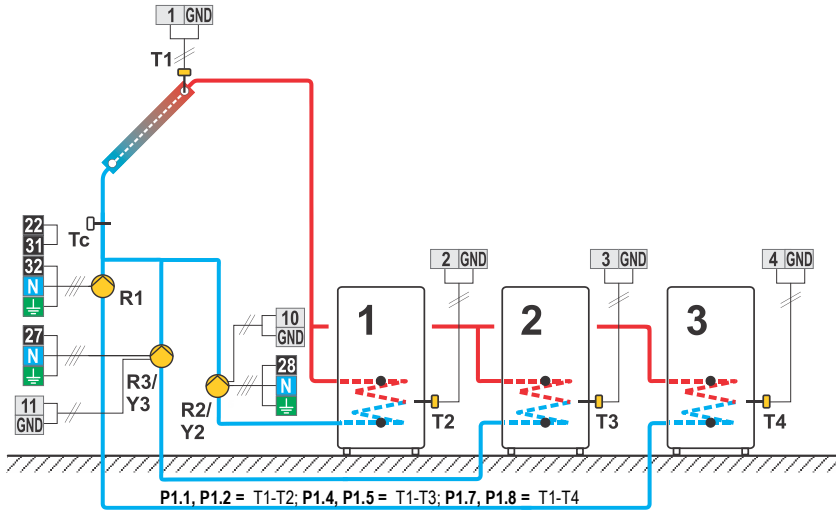 1 GND
T1
22
31
Tc
32
N
R1
27
N
R3/
Y3
11
GND
10
GND
28
N
R2/
Y2
2 GND
3 GND
4 GND
1
2
3
T2
T3
T4
P1.1, P1.2 = T1-T2; P1.4, P1.5 = T1-T3; P1.7, P1.8 = T1-T4